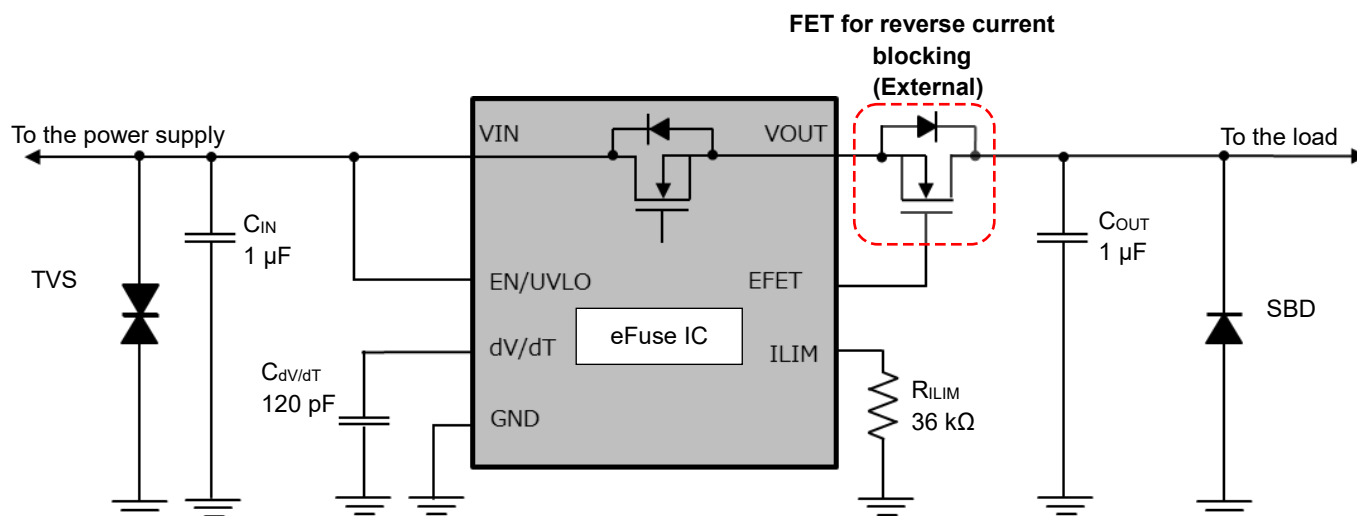 FET for reverse current
blocking
(External)
To the power supply
VIN
VOUT
To the load
CIN
1 µF
COUT
1 µF
TVS
EN/UVLO
EFET
SBD
eFuse IC
dV/dT
ILIM
CdV/dT
120 pF
RILIM
36 kΩ
GND